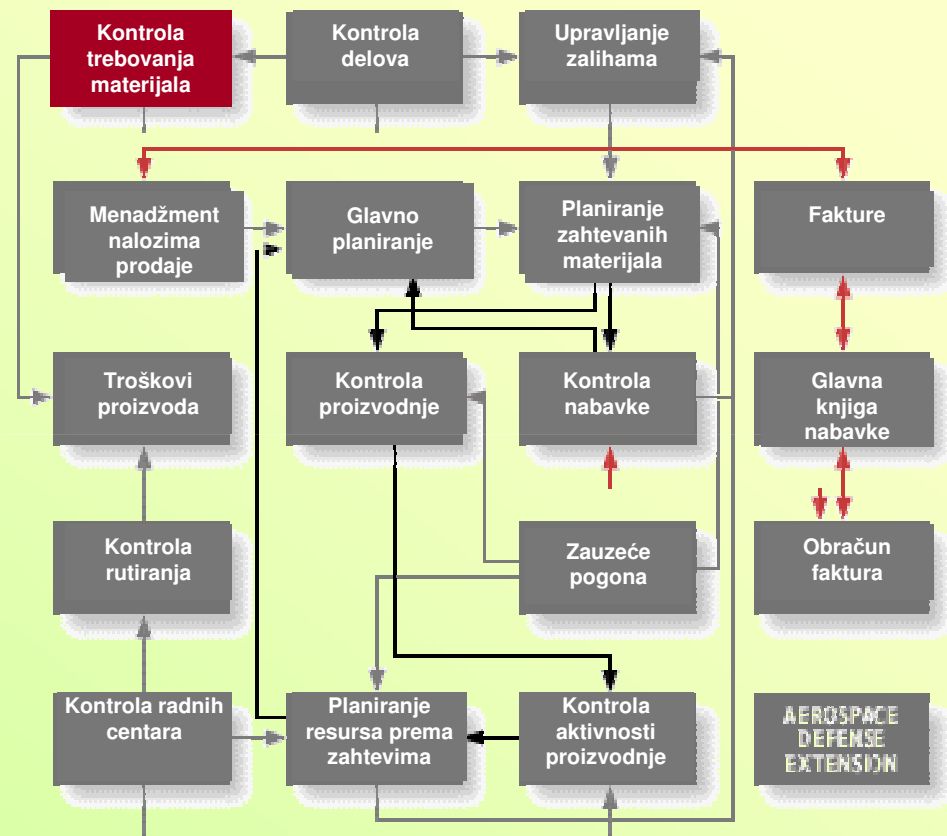 Kontrola
trebovanja
materijala
Kontrola
delova
Upravljanje
zalihama
Menadžment
nalozima
prodaje
Glavno
planiranje
Planiranje
zahtevanih
materijala
Fakture
Troškovi
proizvoda
Kontrola
proizvodnje
Kontrola
nabavke
Glavna
knjiga
nabavke
Kontrola
rutiranja
Zauzeće
pogona
Obračun
faktura
Kontrola radnih
centara
Planiranje
resursa prema
zahtevima
Kontrola
aktivnosti
proizvodnje
AEROSPACE
DEFENSE
EXTENSION